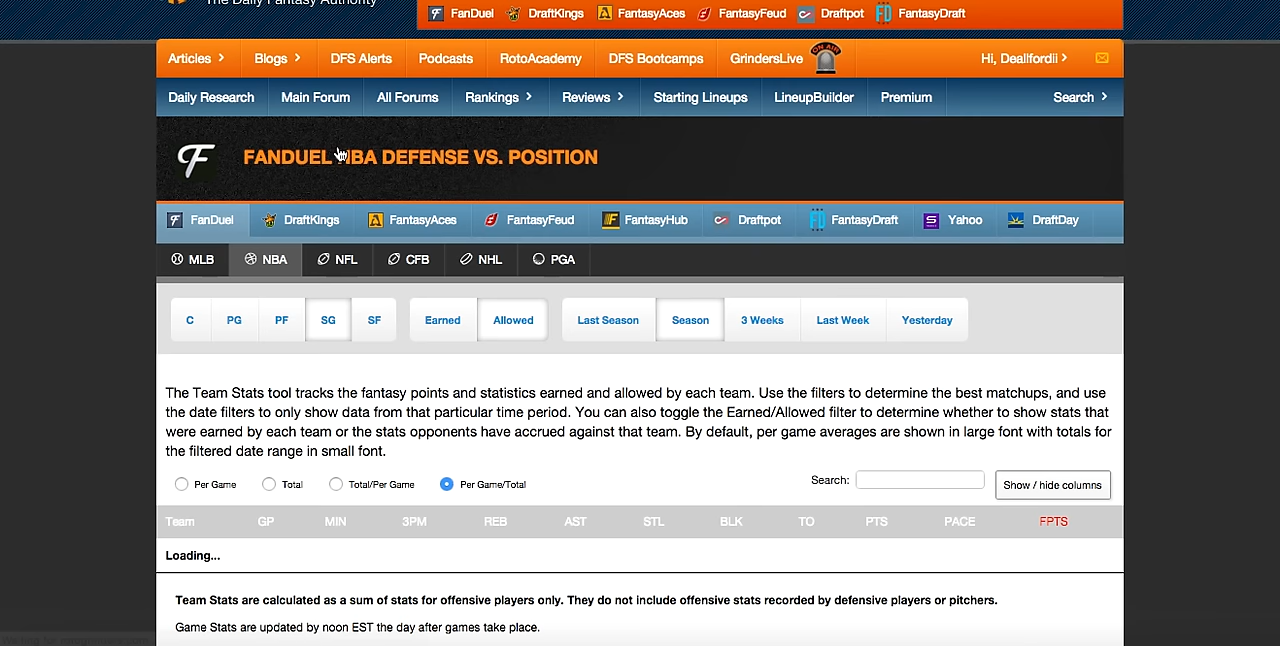 The Daily Fantasy Authority
FanDuel DraftKings FantasyAces FantasyFeud Draftpot FantasyDraft
Articles Blogs DFS Alerts Podcasts RotoAcademy DFS Bootcamps GrindersLive ON AIR Hi, Deallfordii
Daily Research Main Forum All Forums Rankings Reviews Starting Lineups LineupBuilder Premium Search
FANDUEL NBA DEFENSE VS. POSITION
FanDuel DraftKings FantasyAces FantasyFeud FantasyHub Draftpot FantasyDraft Yahoo DraftDay
MLB NBA NFL CFB NHL PGA
C PG PF SG SF Earned Allowed Last Season Season 3 Weeks Last Week Yesterday
The Team Stats tool tracks the fantasy points and statistics earned and allowed by each team. Use the filters to determine the best matchups, and use
the date filters to only show data from that particular time period. You can also toggle the Earned/Allowed filter to determine whether to show stats that
were earned by each team or the stats opponents have accrued against that team. By default, per game averages are shown in large font with totals for
the filtered date range in small font.
Per Game Total Total/Per Game Per Game/Total Search: Show / hide columns
Team GP MIN 3PM REB AST STL BLK TO PTS PACE FPTS
Loading...
Team Stats are calculated as a sum of stats for offensive players only. They do not include offensive stats recorded by defensive players or pitchers.
Game Stats are updated by noon EST the day after games take place.